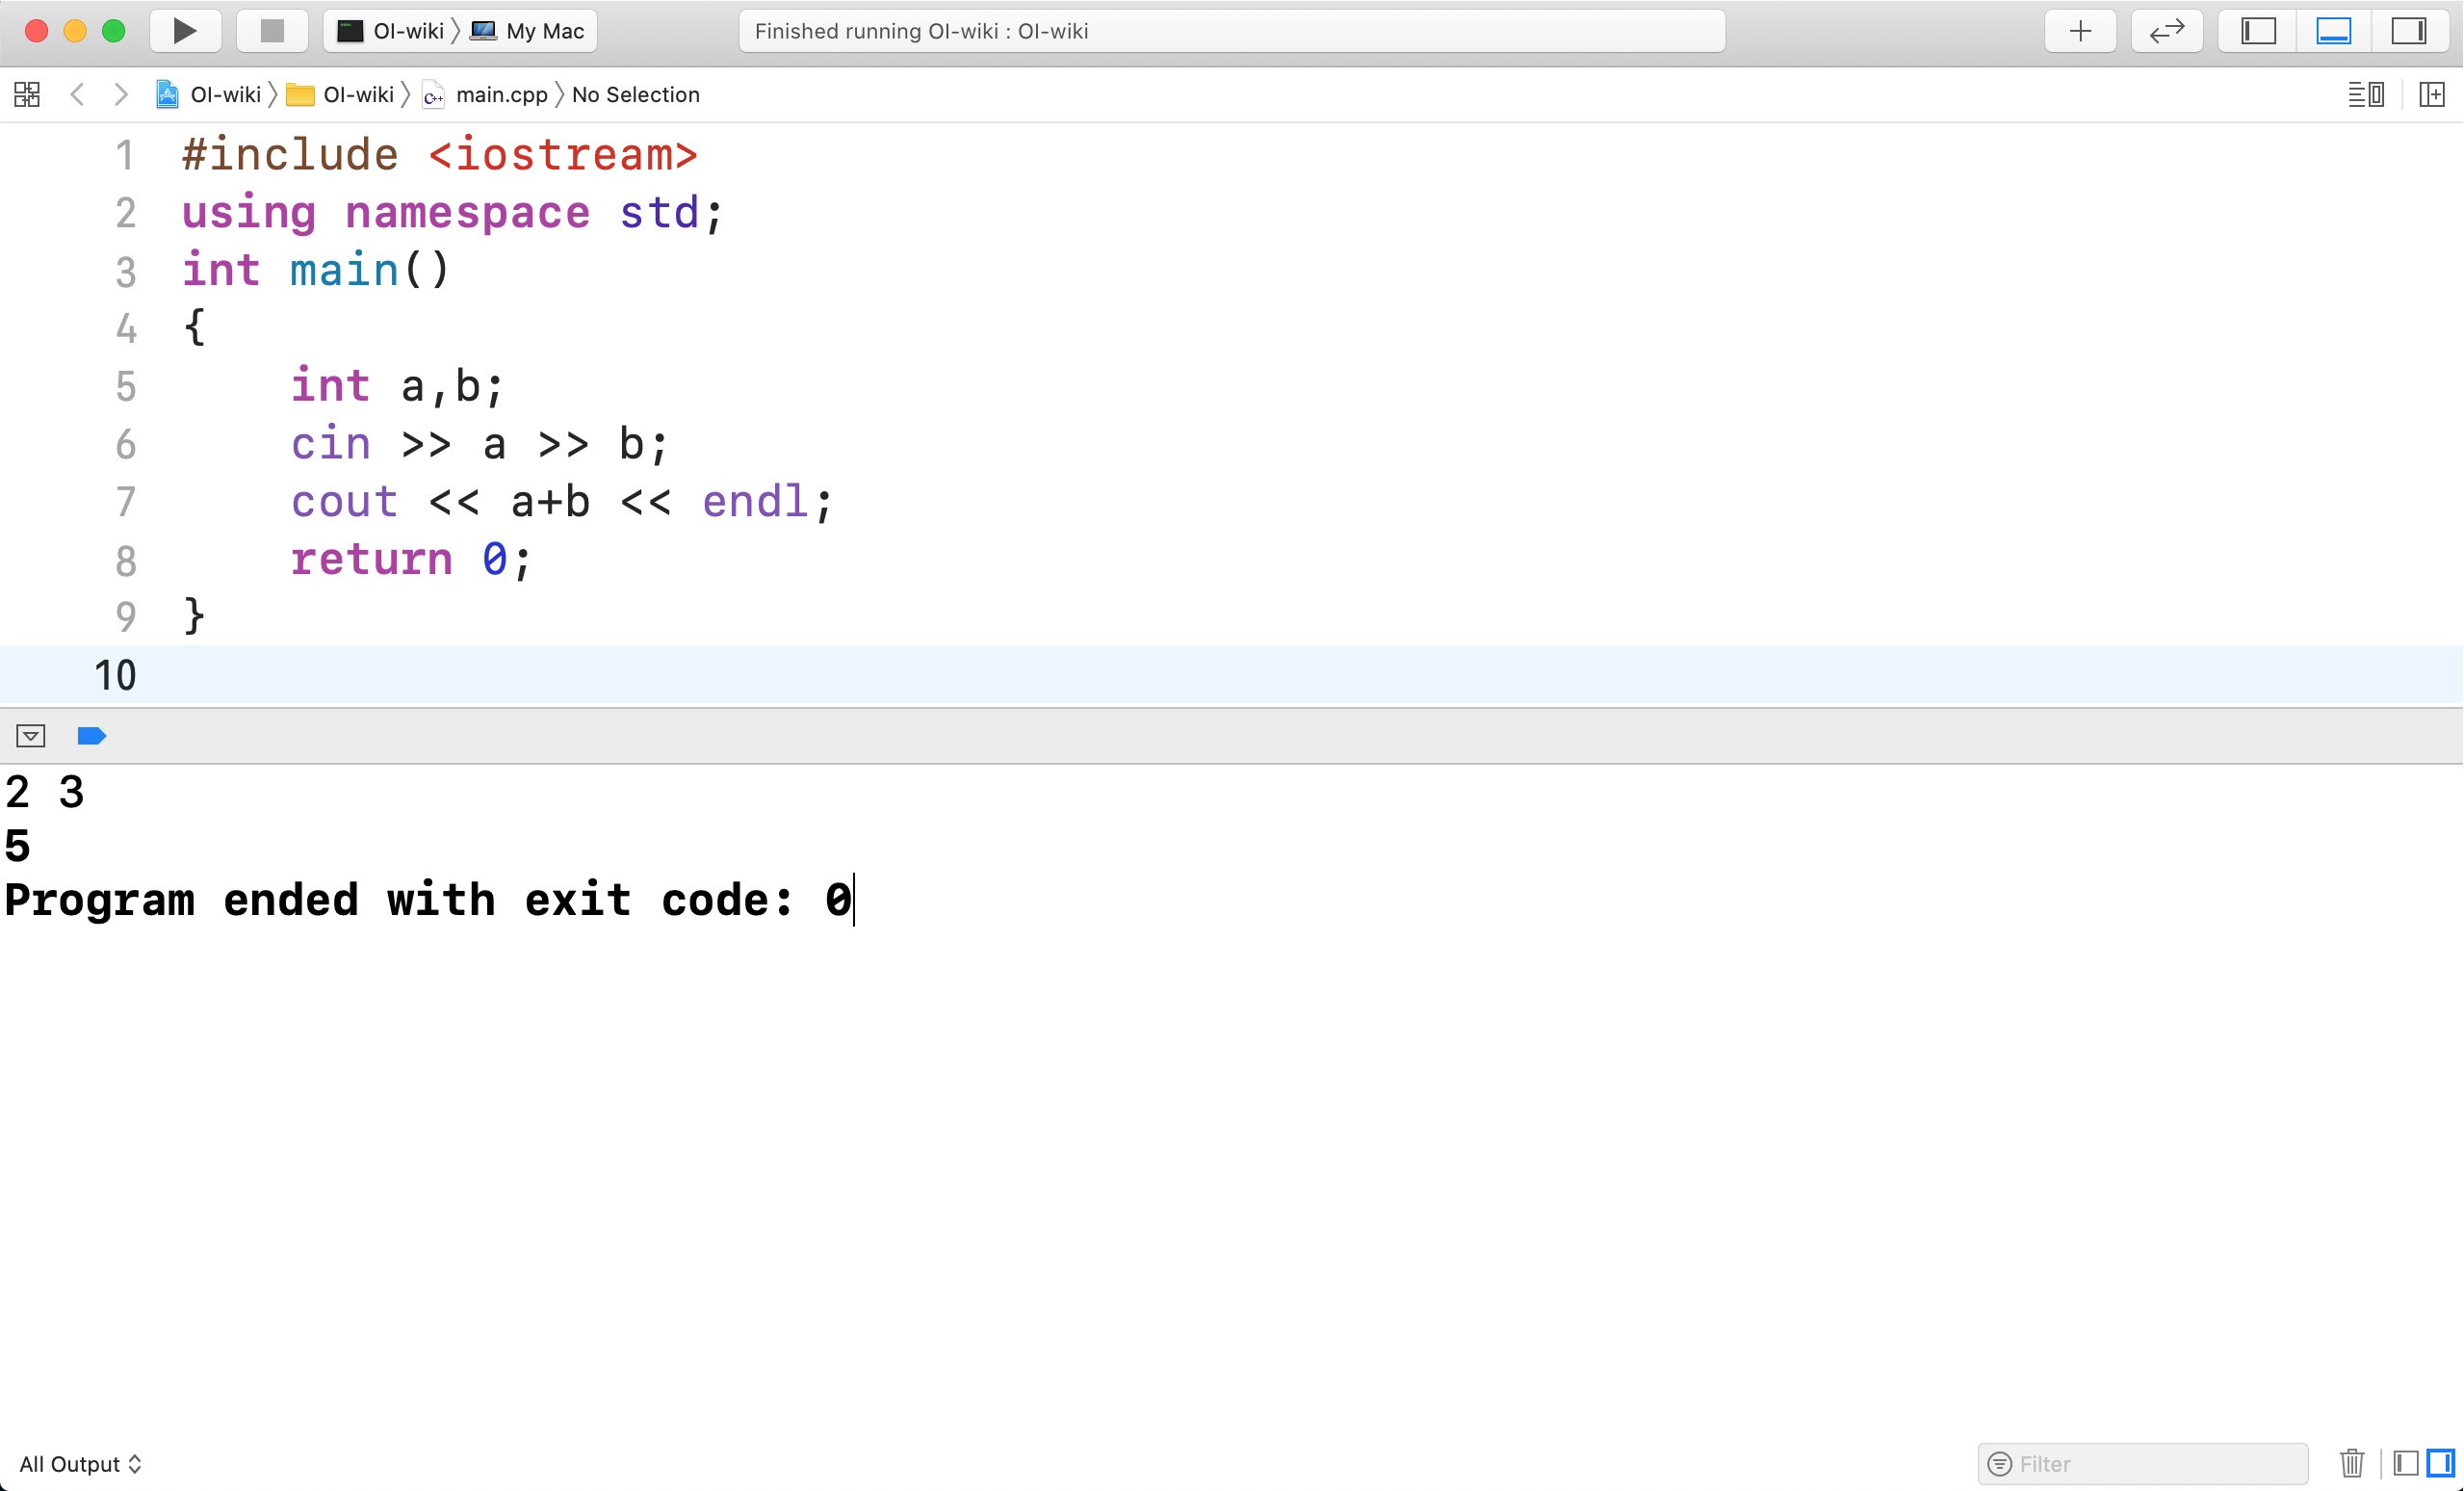 OI-wiki My Mac Finished running OI-wiki : OI-wiki
OI-wiki OI-wiki main.cpp No Selection
1 #include <iostream>
2 using namespace std;
3 int main()
4 {
5     int a,b;
6     cin >> a >> b;
7     cout << a+b << endl;
8     return 0;
9 }
10
2 3
5
Program ended with exit code: 0
All Output Filter